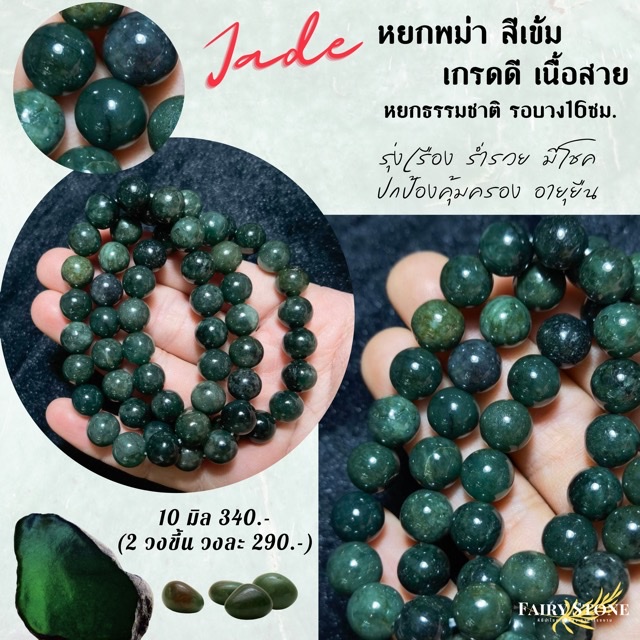 Jade
หยกพม่า สีเข้ม
เกรดดี เนื้อสวย
หยกธรรมชาติ รอบวง16ซม.
รุ่งเรือง ร่ำรวย มีโชค
ปกป้องคุ้มครอง อายุยืน
10 มิล 340.-
(2 วงขึ้น วงละ 290.-)
FAIRY STONE